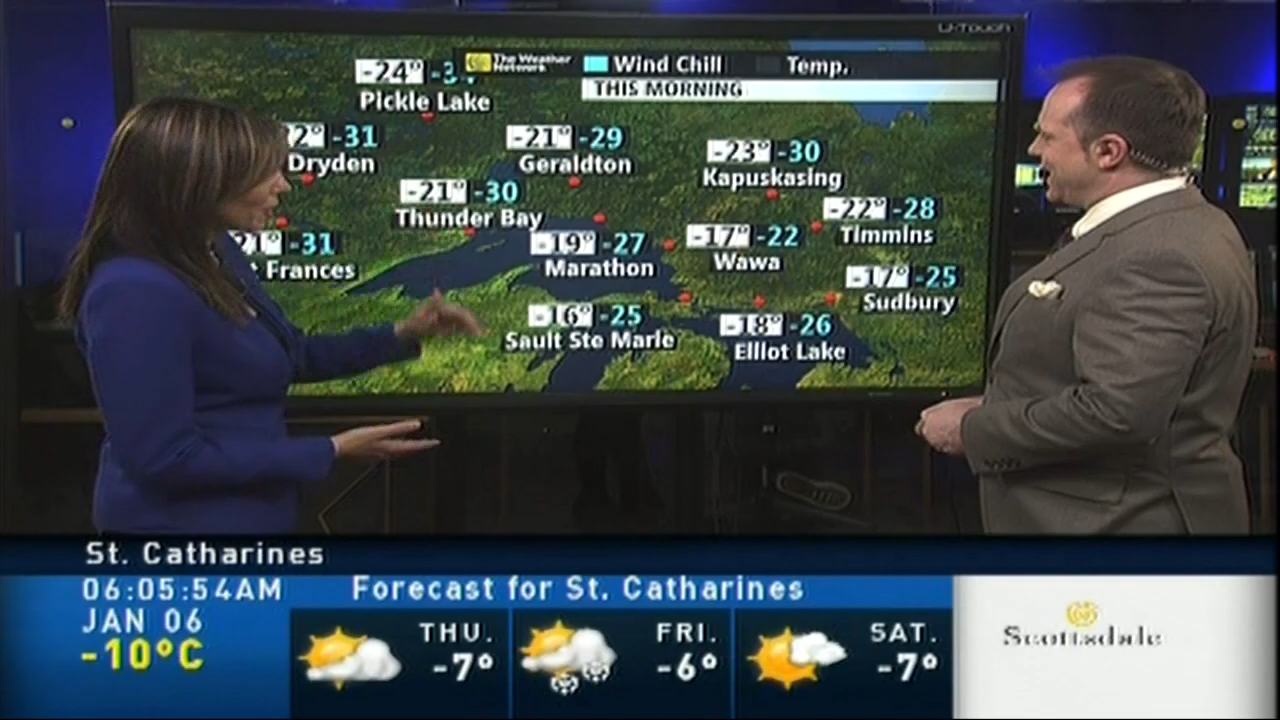 U-Touch
The Weather Network
Wind Chill Temp.
THIS MORNING
-24°
Pickle Lake
-31
Dryden
-21° -29
Geraldton
-23° -30
Kapuskasing
-21° -30
Thunder Bay
-22° -28
Timmins
-31
Frances
-19° -27
Marathon
-17° -22
Wawa
-17° -25
Sudbury
-16° -25
Sault Ste Marie
-18° -26
Elliot Lake
St. Catharines
06:05:54AM
JAN 06
-10°C
Forecast for St. Catharines
THU.
-7°
FRI.
-6°
SAT.
-7°
Scottsdale